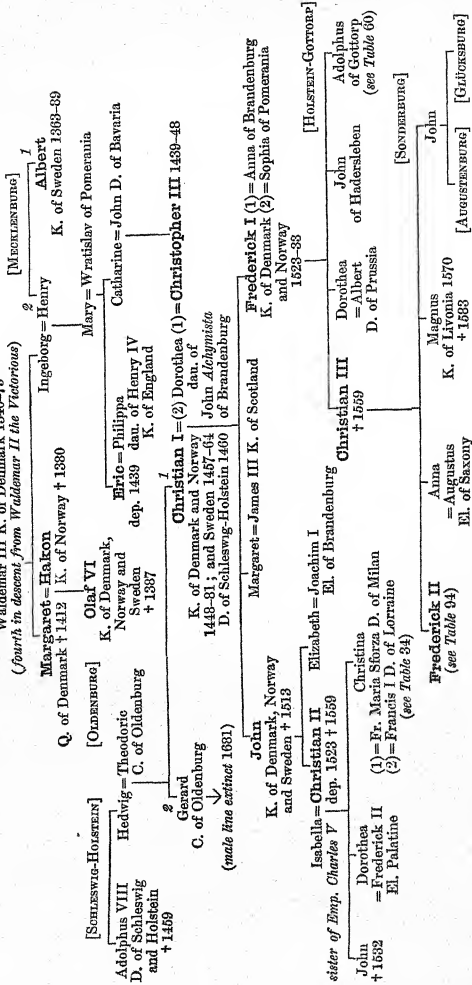 Waldemar III K. of Denmark
(fourth in descent from Waldemar II the Victorious)
[MECKLENBURG]
2
1
Margaret=Hakon
Q. of Denmark †1412
K. of Norway †1380
Ingeborg=Henry
Albert
K. of Sweden 1363–89
[SCHLESWIG-HOLSTEIN]
[OLDENBURG]
Olaf VI
K. of Denmark,
Norway and
Sweden
†1387
Mary=Wratislav of Pomerania
Adolphus VIII
D. of Schleswig
and Holstein
†1459
Hedwig=Theodoric
C. of Oldenburg
Eric=Philippa
dep. 1439
dau. of Henry IV
K. of England
Catharine=John D. of Bavaria
2
1
Gerard
C. of Oldenburg
(male line extinct 1681)
Christian I=(2) Dorothea (1)=Christopher III 1439–48
K. of Denmark and Norway
1448–81; and Sweden 1457–64
D. of Schleswig-Holstein 1460
dau. of
John Alchymista
of Brandenburg
John
K. of Denmark, Norway
and Sweden †1513
Margaret=James III K. of Scotland
Frederick I (1)=Anna of Brandenburg
K. of Denmark (2)=Sophia of Pomerania
and Norway
1523–33
Isabella=Christian II
sister of Emp. Charles V
dep. 1523 †1559
Elizabeth=Joachim I
El. of Brandenburg
[HOLSTEIN-GOTTORP]
Christian III
†1559
Dorothea
=Albert
D. of Prussia
John
of Hadersleben
Adolphus
of Gottorp
(see Table 60)
John
†1532
Dorothea
=Frederick II
El. Palatine
Christina
(1)=Fr. Maria Sforza D. of Milan
(2)=Francis I D. of Lorraine
(see Table 34)
[SONDERBURG]
Frederick II
(see Table 94)
Anna
=Augustus
El. of Saxony
Magnus
K. of Livonia 1570
†1583
John
[AUGUSTENBURG]
[GLÜCKSBURG]